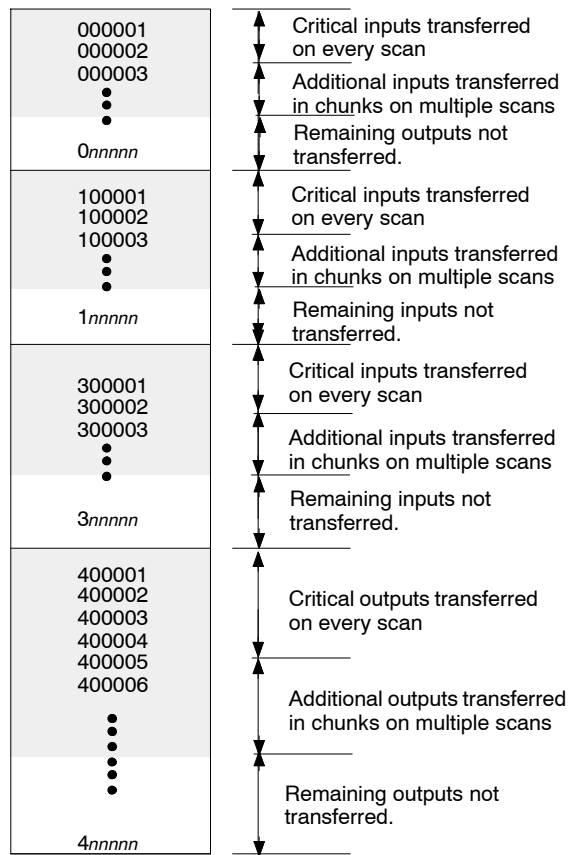 000001
000002
000003
0nnnnn
Critical inputs transferred
on every scan
Additional inputs transferred
in chunks on multiple scans
Remaining outputs not
transferred.
100001
100002
100003
1nnnnn
Critical inputs transferred
on every scan
Additional inputs transferred
in chunks on multiple scans
Remaining inputs not
transferred.
300001
300002
300003
3nnnnn
Critical inputs transferred
on every scan
Additional inputs transferred
in chunks on multiple scans
Remaining inputs not
transferred.
400001
400002
400003
400004
400005
400006
4nnnnn
Critical outputs transferred
on every scan
Additional outputs transferred
in chunks on multiple scans
Remaining outputs not
transferred.